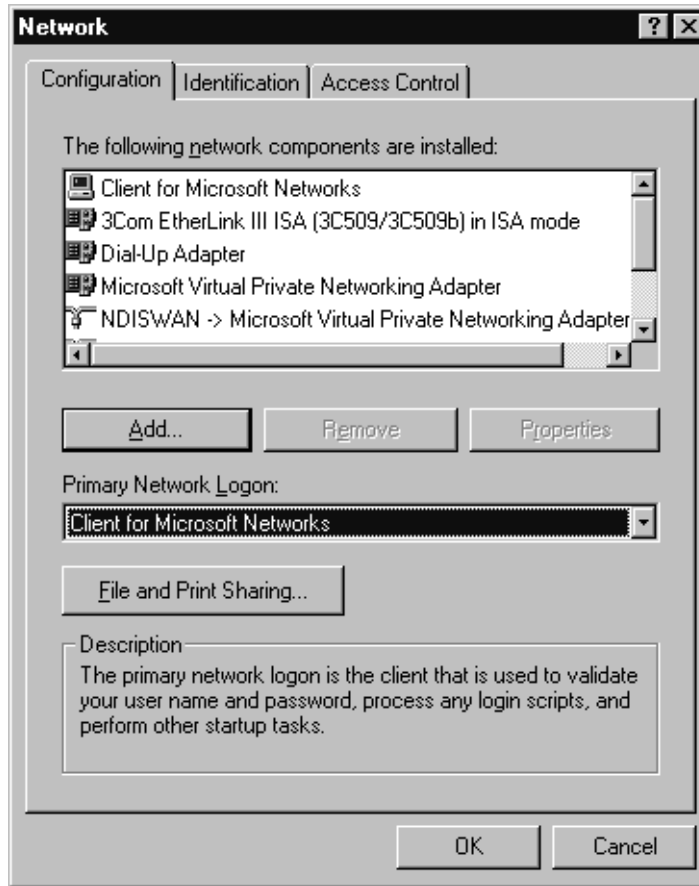 Network
Configuration Identification Access Control
The following network components are installed:
Client for Microsoft Networks
3Com EtherLink III ISA (3C509/3C509b) in ISA mode
Dial-Up Adapter
Microsoft Virtual Private Networking Adapter
NDISWAN -> Microsoft Virtual Private Networking Adapter
Add... Remove Properties
Primary Network Logon:
Client for Microsoft Networks
File and Print Sharing...
Description
The primary network logon is the client that is used to validate
your user name and password, process any login scripts, and
perform other startup tasks.
OK Cancel